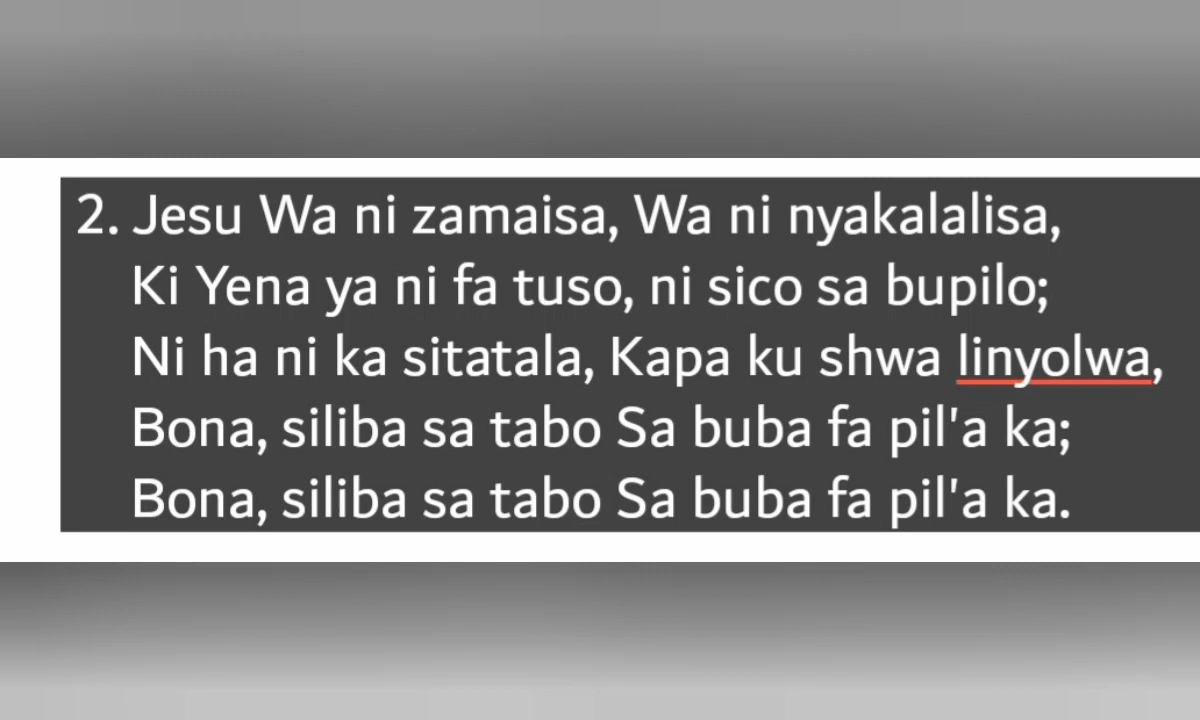 2. Jesu Wa ni zamaisa, Wa ni nyakalalisa,
Ki Yena ya ni fa tuso, ni sico sa bupilo;
Ni ha ni ka sitatala, Kapa ku shwa linyolwa,
Bona, siliba sa tabo Sa buba fa pil'a ka;
Bona, siliba sa tabo Sa buba fa pil'a ka.